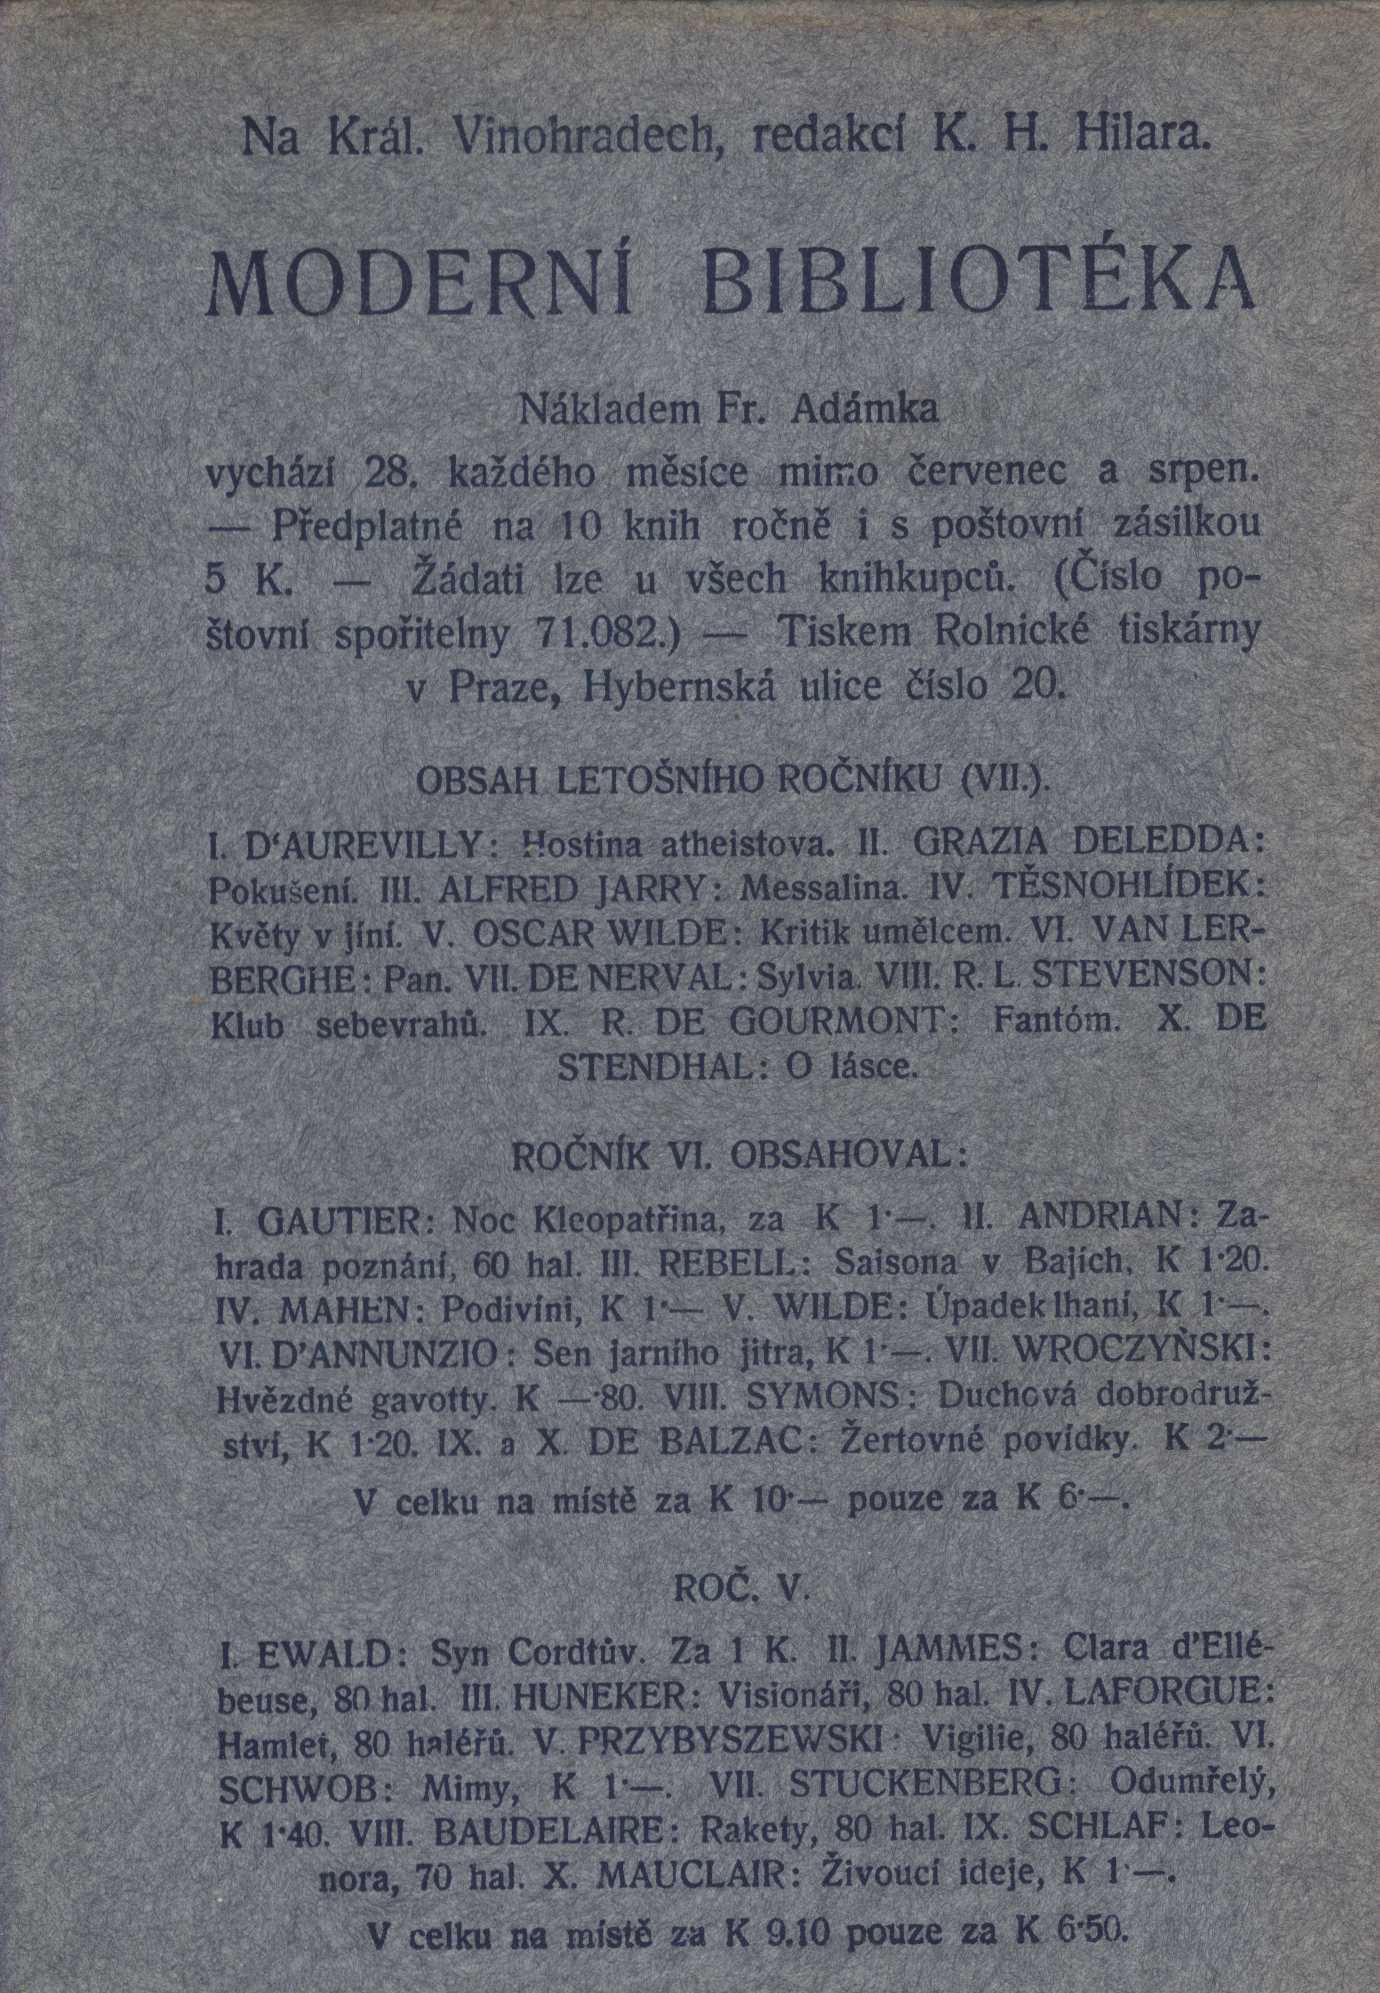 Na Král. Vinohradech, redakcí K. H. Hilara.
MODERNÍ BIBLIOTÉKA
Nákladem Fr. Adámka
vychází 28. každého měsíce mimo červenec a srpen.
— Předplatné na 10 knih ročně i s poštovní zásilkou
5 K. — Žádati lze u všech knihkupců. (Číslo po-
štovní spořitelny 71.082.) — Tiskem Rolnické tiskárny
v Praze, Hybernská ulice číslo 20.
OBSAH LETOŠNÍHO ROČNÍKU (VII.).
I. D‘AUREVILLY: Hostina atheistova. II. GRAZIA DELEDDA:
Pokušení. III. ALFRED JARRY: Messalina. IV. TĚSNOHLÍDEK:
Květy v jíní. V. OSCAR WILDE: Kritik umělcem. VI. VAN LER-
BERGHE: Pan. VII. DE NERVAL: Sylvia. VIII. R. L. STEVENSON:
Klub sebevrahů. IX. R. DE GOURMONT: Fantóm. X. DE
STENDHAL: O lásce.
ROČNÍK VI. OBSAHOVAL:
I. GAUTIER: Noc Kleopatřina, za K 1·—. II. ANDRIAN: Za-
hrada poznání, 60 hal. III. REBELL: Saisona v Bajích, K 1·20.
IV. MAHEN: Podivíni, K 1·— V. WILDE: Úpadek lhaní, K 1·—.
VI. D’ANNUNZIO: Sen jarního jitra, K 1·—. VII. WROCZYǸSKI:
Hvězdné gavotty. K —·80. VIII. SYMONS: Duchová dobrodruž-
ství, K 1·20. IX. a X. DE BALZAC: Žertovné povídky. K 2·—
V celku na místě za K 10·— pouze za K 6·—.
ROČ. V.
I. EWALD: Syn Cordtův. Za 1 K. II. JAMMES: Clara d’Ellé-
beuse, 80 hal. III. HUNEKER: Visionáři, 80 hal. IV. LAFORGUE:
Hamlet, 80 haléřů. V. PRZYBYSZEWSKI: Vigilie, 80 haléřů. VI.
SCHWOB: Mimy, K 1·—. VII. STUCKENBERG: Odumřelý,
K 1·40. VIII. BAUDELAIRE: Rakety, 80 hal. IX. SCHLAF: Leo-
nora, 70 hal. X. MAUCLAIR: Živoucí ideje, K 1·—.
V celku na místě za K 9.10 pouze za K 6·50.